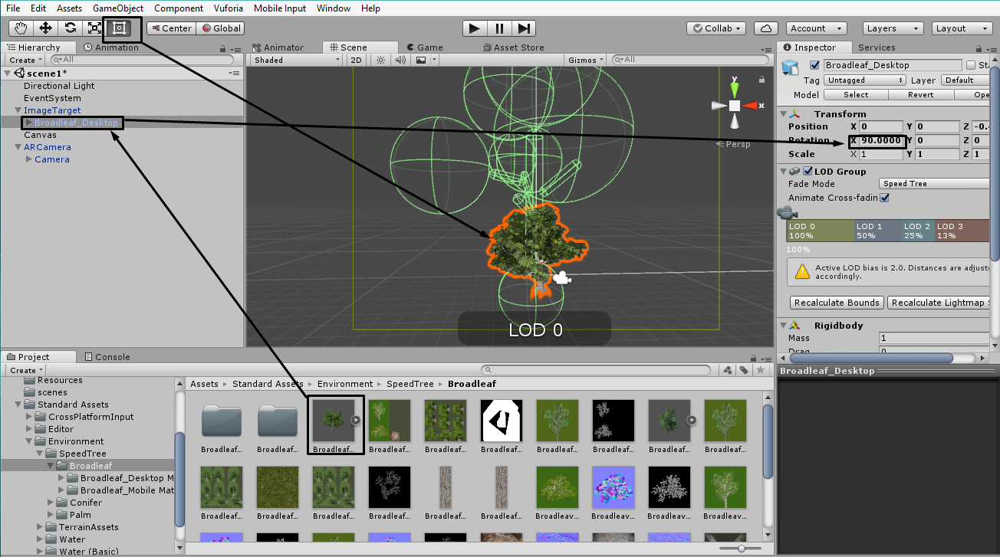 File Edit Assets GameObject Component Vuforia Mobile Input Window Help
Center Global Collab Account Layers Layout
Hierarchy Animation
Create All
scene1*
Directional Light
EventSystem
ImageTarget
Broadleaf_Desktop
Canvas
ARCamera
Camera
Animator Scene Game Asset Store
Shaded 2D Gizmos All
y
x
Persp
LOD 0
Inspector Services
Broadleaf_Desktop Sta
Tag Untagged Layer Default
Model Select Revert Ope
Transform
Position X 0 Y 0 Z -0.4
Rotation X 90.0000 Y 0 Z 0
Scale X 1 Y 1 Z 1
LOD Group
Fade Mode Speed Tree
Animate Cross-fadin
LOD 0 LOD 1 LOD 2 LOD 3
100% 50% 25% 13%
100%
Active LOD bias is 2.0. Distances are adjuste
accordingly.
Recalculate Bounds Recalculate Lightmap S
Rigidbody
Mass 1
Drag 0
Broadleaf_Desktop
Project Console
Create
Resources
scenes
Standard Assets
CrossPlatformInput
Editor
Environment
SpeedTree
Broadleaf
Broadleaf_Desktop M
Broadleaf_Mobile Mat
Conifer
Palm
TerrainAssets
Water
Water (Basic)
Assets Standard Assets Environment SpeedTree Broadleaf
Broadleaf... Broadleaf... Broadleaf... Broadleaf... Broadleaf... Broadleaf... Broadleaf... Broadleaf... Broadleaf... Broadleaf...
Broadleaf... Broadleaf... Broadleaf... Broadleaf... Broadleaf... Broadleaf... Broadleav... Broadleav... Broadleav... Broadleav...